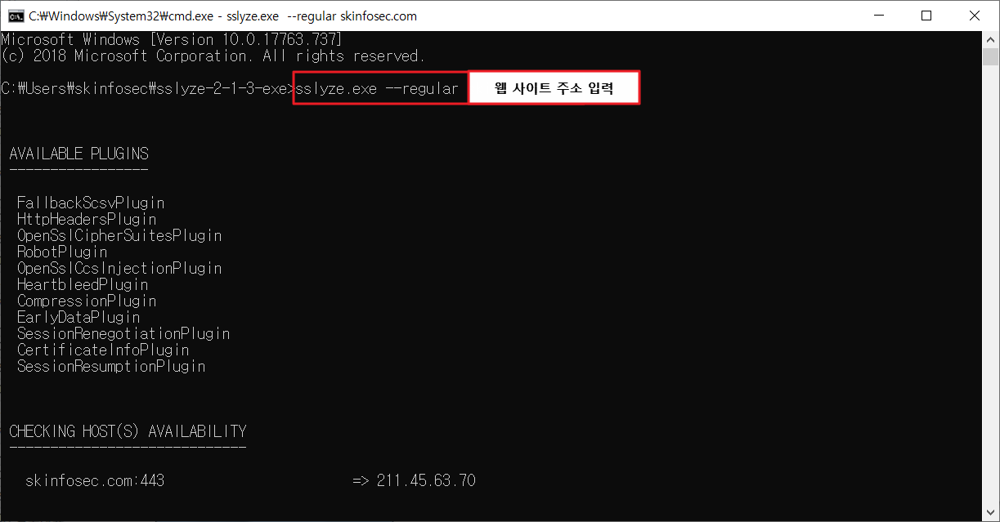 C:₩Windows₩System32₩cmd.exe - sslyze.exe  --regular skinfosec.com
Microsoft Windows [Version 10.0.17763.737]
(c) 2018 Microsoft Corporation. All rights reserved.
C:₩Users₩skinfosec₩sslyze-2-1-3-exe>sslyze.exe --regular 웹 사이트 주소 입력
AVAILABLE PLUGINS
-----------------
FallbackScsvPlugin
HttpHeadersPlugin
OpenSslCipherSuitesPlugin
RobotPlugin
OpenSslCcsInjectionPlugin
HeartbleedPlugin
CompressionPlugin
EarlyDataPlugin
SessionRenegotiationPlugin
CertificateInfoPlugin
SessionResumptionPlugin
CHECKING HOST(S) AVAILABILITY
-----------------------------
skinfosec.com:443                       => 211.45.63.70